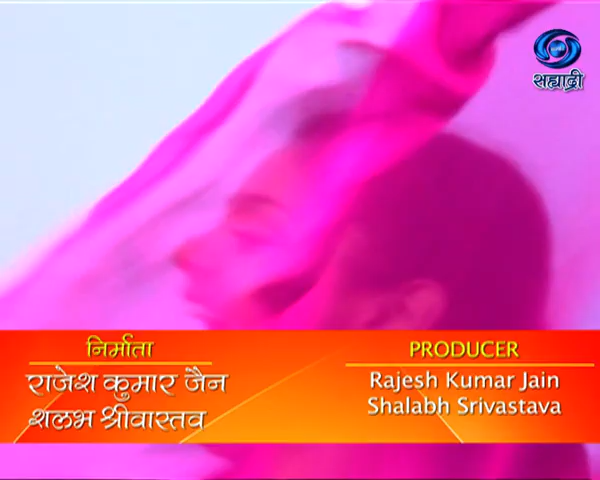 सह्याद्री
निर्माता
राजेश कुमार जैन
शलभ श्रीवास्तव
PRODUCER
Rajesh Kumar Jain
Shalabh Srivastava